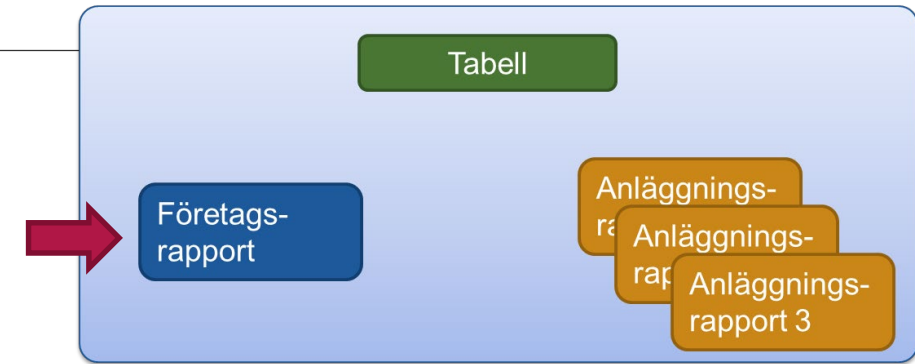 Tabell
Företags-
rapport
Anläggnings-
Anläggnings-
Anläggnings-
rapport 3